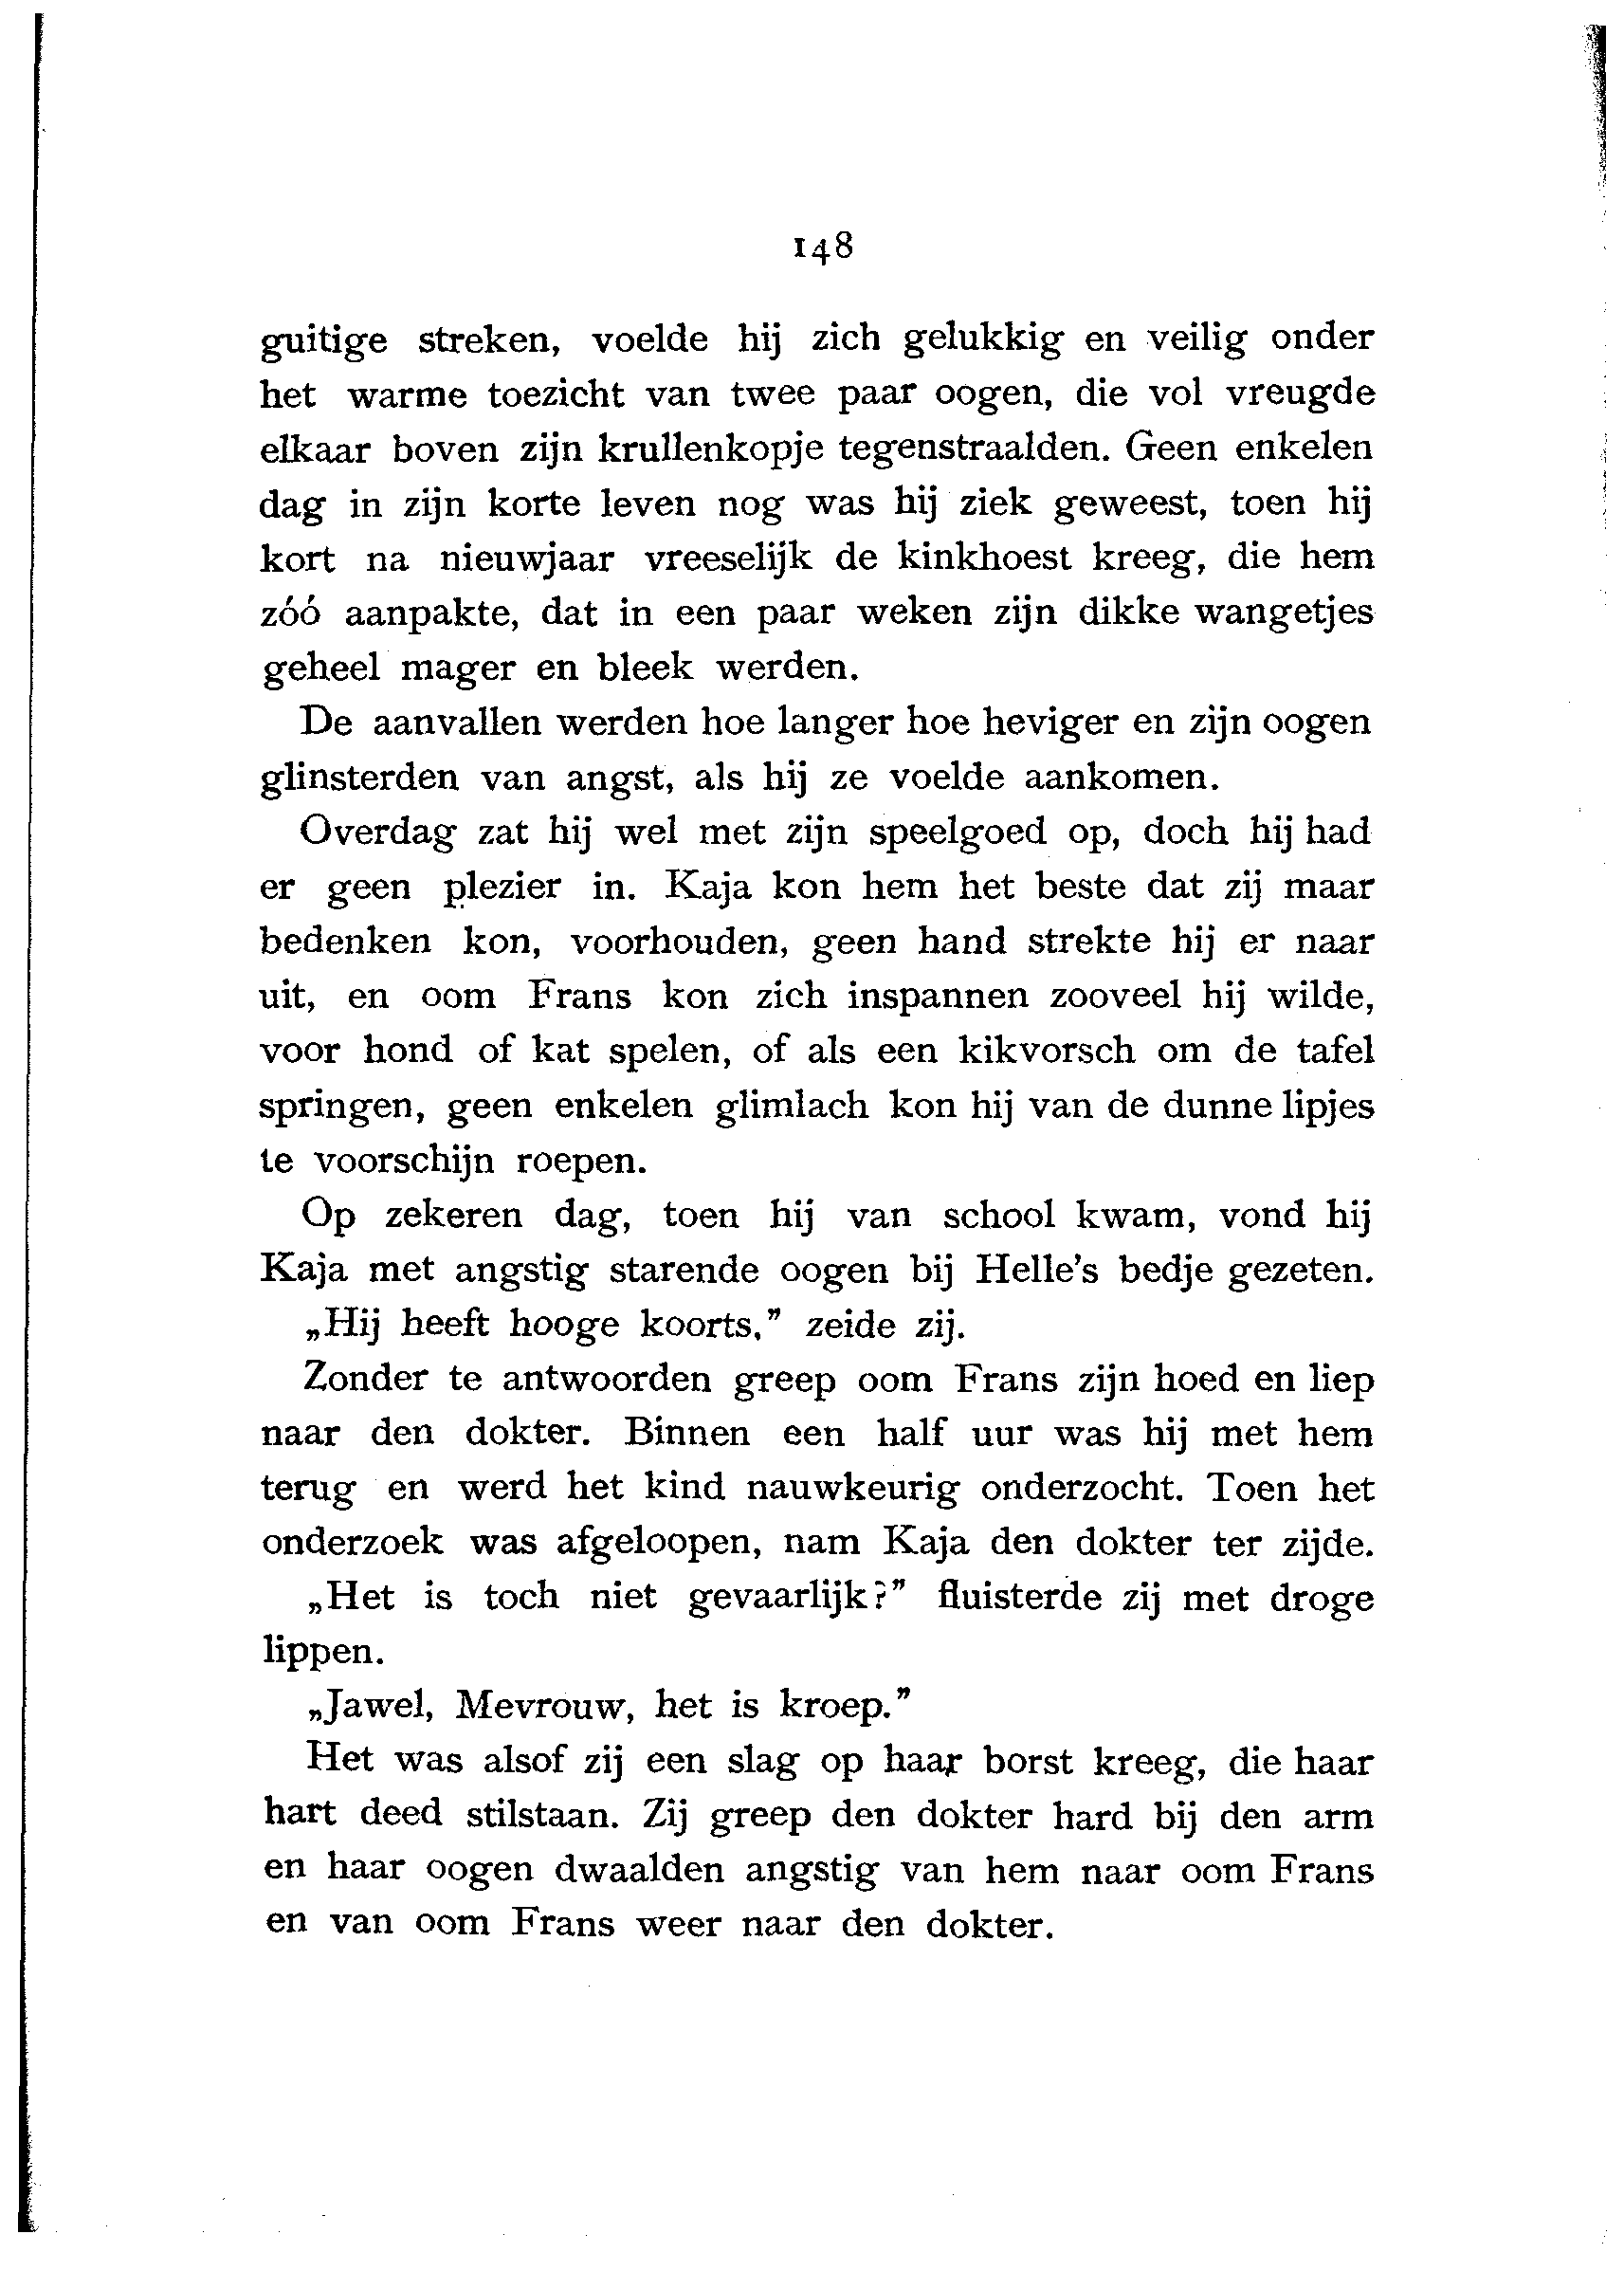 148
guitige streken, voelde hij zich gelukkig en veilig onder
het warme toezicht van twee paar oogen, die vol vreugde
elkaar boven zijn krullenkopje tegenstraalden. Geen enkelen
dag in zijn korte leven nog was hij ziek geweest, toen hij
kort na nieuwjaar vreeselijk de kinkhoest kreeg, die hem
zóó aanpakte, dat in een paar weken zijn dikke wangetjes
geheel mager en bleek werden.
De aanvallen werden hoe langer hoe heviger en zijn oogen
glinsterden van angst, als hij ze voelde aankomen.
Overdag zat hij wel met zijn speelgoed op, doch hij had
er geen plezier in. Kaja kon hem het beste dat zij maar
bedenken kon, voorhouden, geen hand strekte hij er naar
uit, en oom Frans kon zich inspannen zooveel hij wilde,
voor hond of kat spelen, of als een kikvorsch om de tafel
springen, geen enkelen glimlach kon hij van de dunne lipjes
te voorschijn roepen.
Op zekeren dag, toen hij van school kwam, vond hij
Kaja met angstig starende oogen bij Helle's bedje gezeten.
„Hij heeft hooge koorts,” zeide zij.
Zonder te antwoorden greep oom Frans zijn hoed en liep
naar den dokter. Binnen een half uur was hij met hem
terug en werd het kind nauwkeurig onderzocht. Toen het
onderzoek was afgeloopen, nam Kaja den dokter ter zijde.
„Het is toch niet gevaarlijk?” fluisterde zij met droge
lippen.
„Jawel, Mevrouw, het is kroep.”
Het was alsof zij een slag op haar borst kreeg, die haar
hart deed stilstaan. Zij greep den dokter hard bij den arm
en haar oogen dwaalden angstig van hem naar oom Frans
en van oom Frans weer naar den dokter.